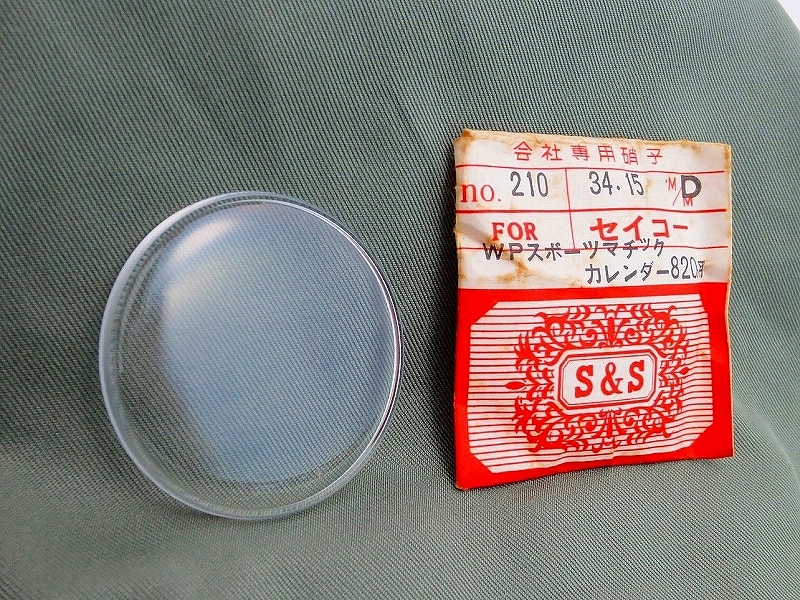 会社専用硝子
no. 210 34.15 M/M D
FOR セイコー
WPスポーツマチック
カレンダー820用
S&S